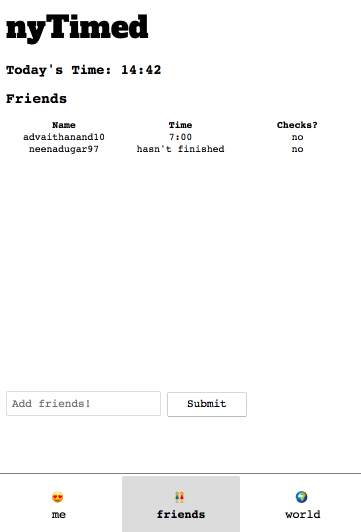 nyTimed
Today's Time: 14:42
Friends
Name Time Checks?
advaithanand10 7:00 no
neenadugar97 hasn't finished no
Add friends! Submit
me friends world